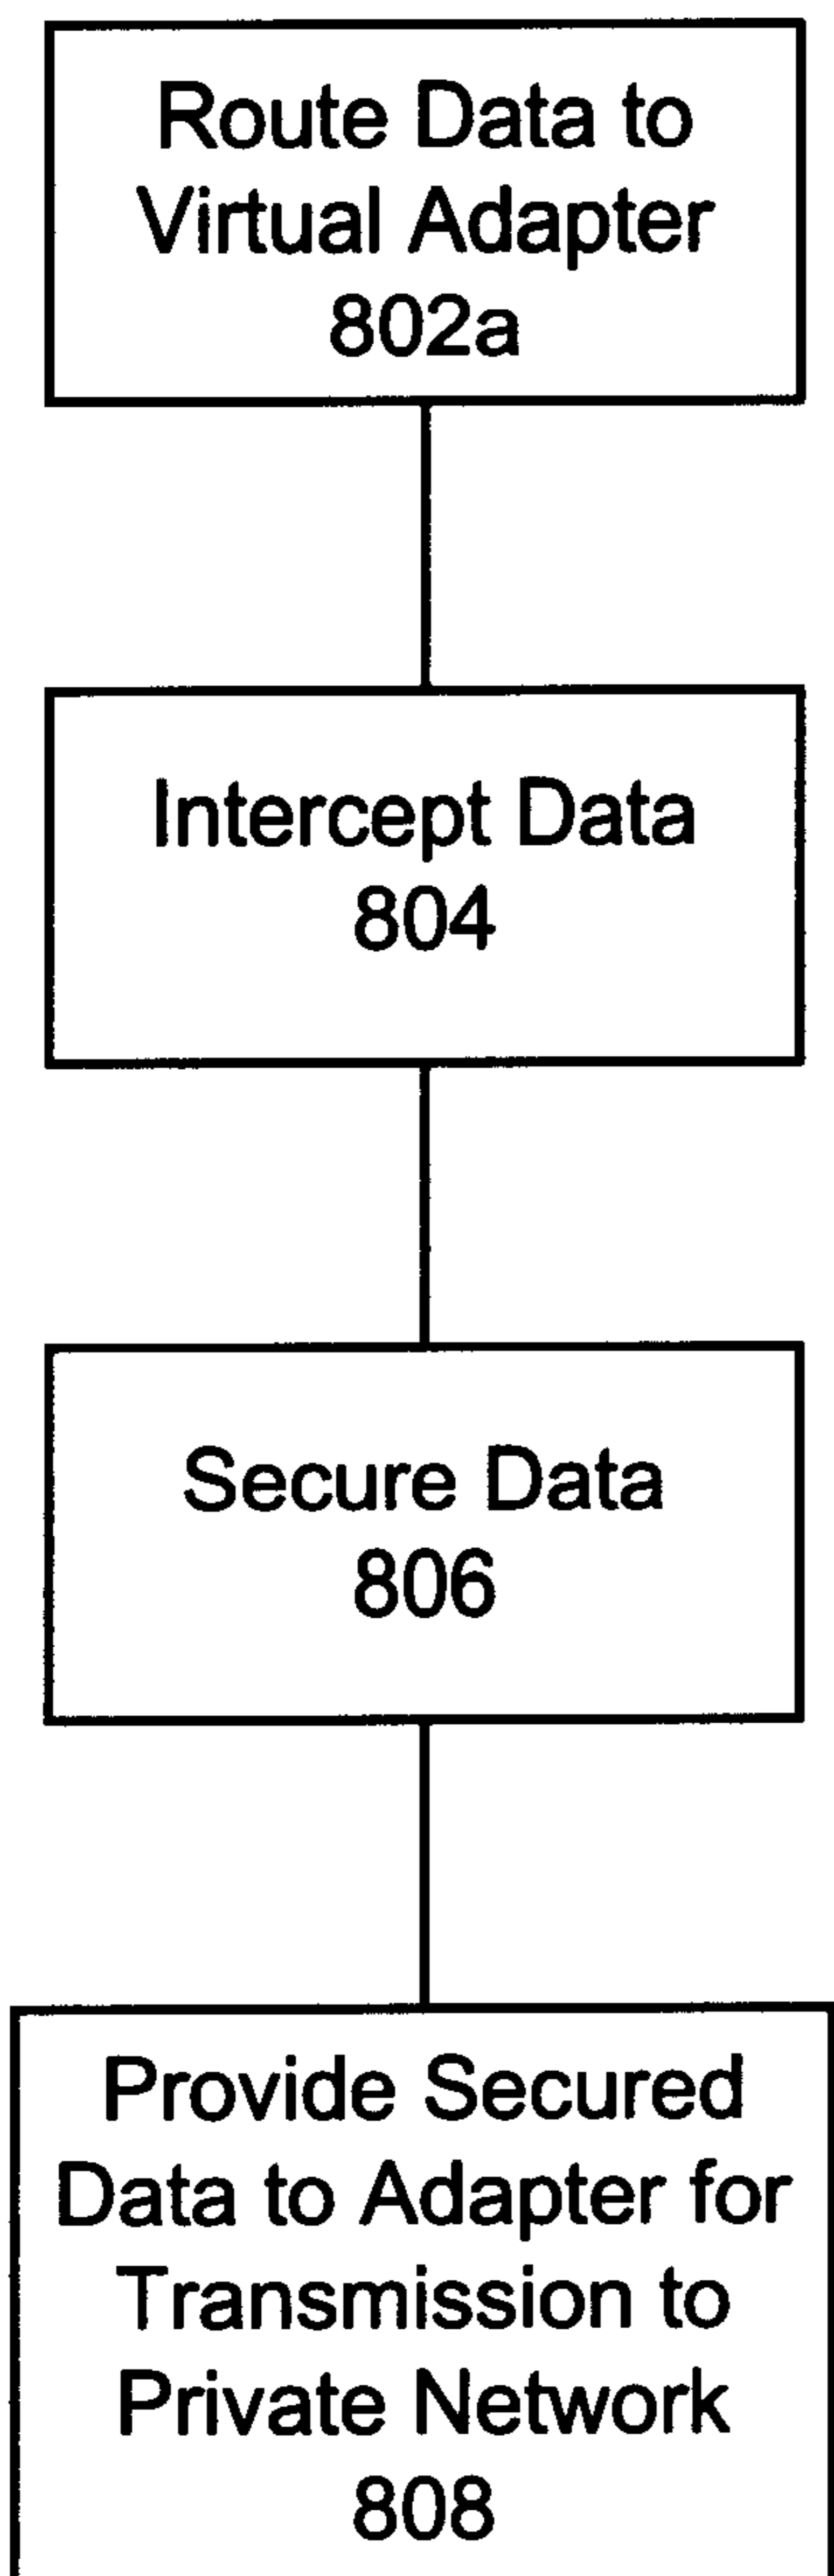 Route Data to
Virtual Adapter
802a
Intercept Data
804
Secure Data
806
Provide Secured
Data to Adapter for
Transmission to
Private Network
808